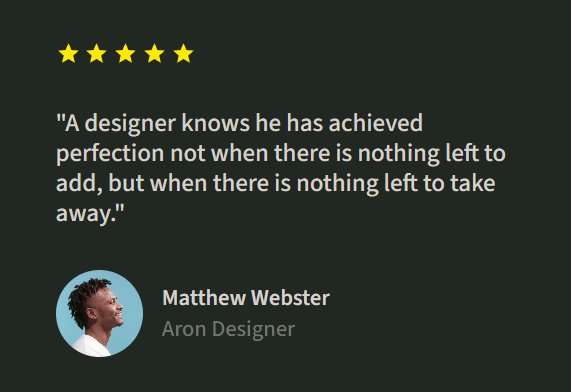 "A designer knows he has achieved
perfection not when there is nothing left to
add, but when there is nothing left to take
away."
Matthew Webster
Aron Designer